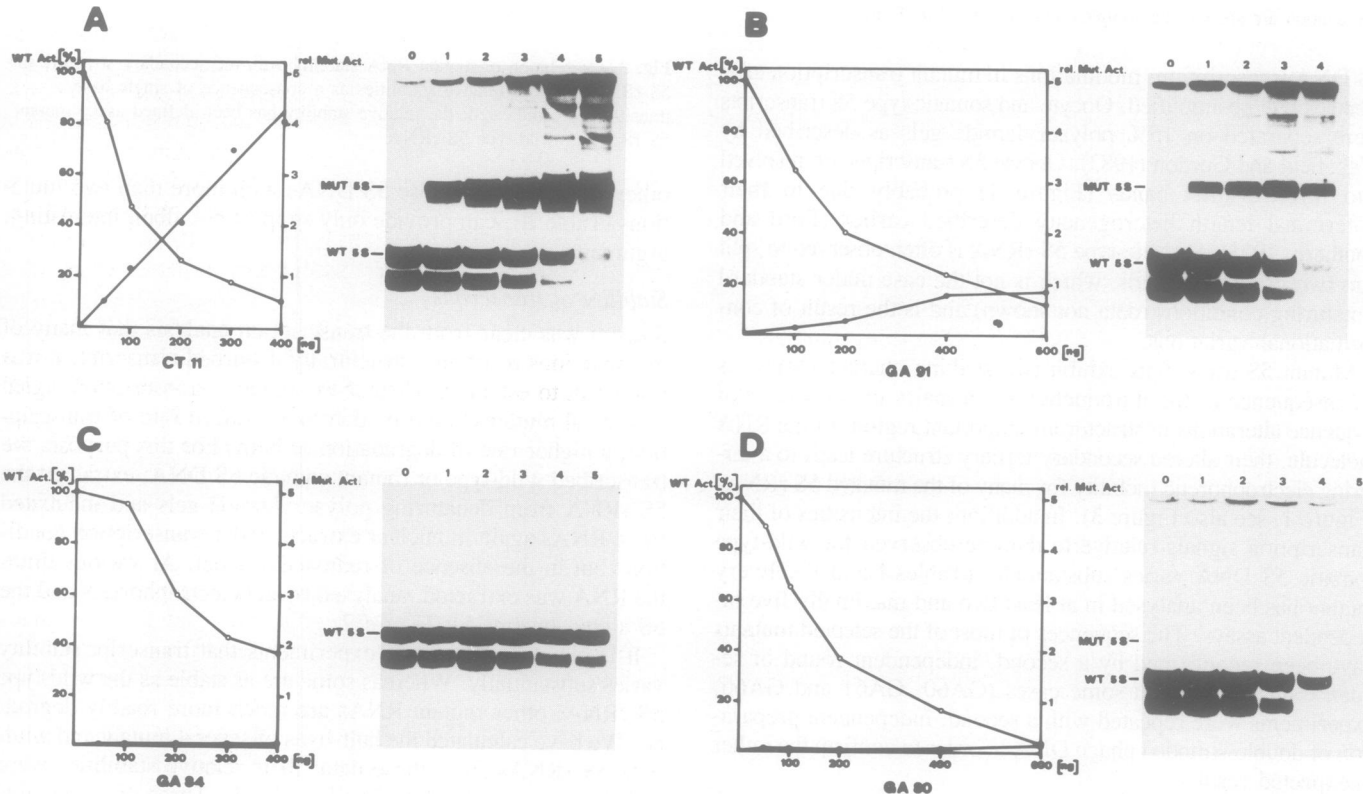 A
WT Act. [%]
rel. Mut. Act.
0 1 2 3 4 5
100
80
60
40
20
5
4
3
2
1
MUT 5S
WT 5S
100 200 300 400 [ng]
CT 11
B
WT Act. [%]
rel. Mut. Act.
0 1 2 3 4
100
80
60
40
20
5
4
3
2
1
MUT 5S
WT 5S
100 200 400 600 [ng]
GA 91
C
WT Act. [%]
rel. Mut. Act.
0 1 2 3 4 5
100
80
60
40
20
5
4
3
2
1
WT 5S
100 200 300 400 [ng]
GA 84
D
WT Act. [%]
rel. Mut. Act.
0 1 2 3 4 5
100
80
60
40
20
5
4
3
2
1
MUT 5S
WT 5S
100 200 400 [ng]
GA 80